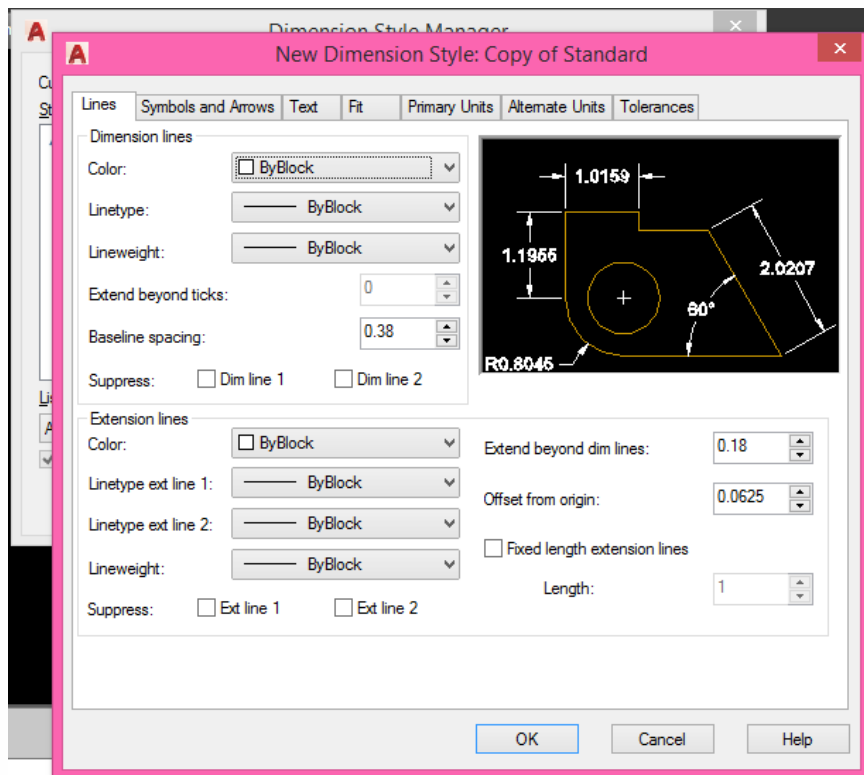 Dimension Style Manager
New Dimension Style: Copy of Standard
Lines Symbols and Arrows Text Fit Primary Units Alternate Units Tolerances
Dimension lines
Color: ByBlock
Linetype: ByBlock
Lineweight: ByBlock
Extend beyond ticks: 0
Baseline spacing: 0.38
Suppress: Dim line 1 Dim line 2
1.0159
1.1955
2.0207
60°
R0.8045
Extension lines
Color: ByBlock
Linetype ext line 1: ByBlock
Linetype ext line 2: ByBlock
Lineweight: ByBlock
Suppress: Ext line 1 Ext line 2
Extend beyond dim lines: 0.18
Offset from origin: 0.0625
Fixed length extension lines
Length: 1
OK Cancel Help